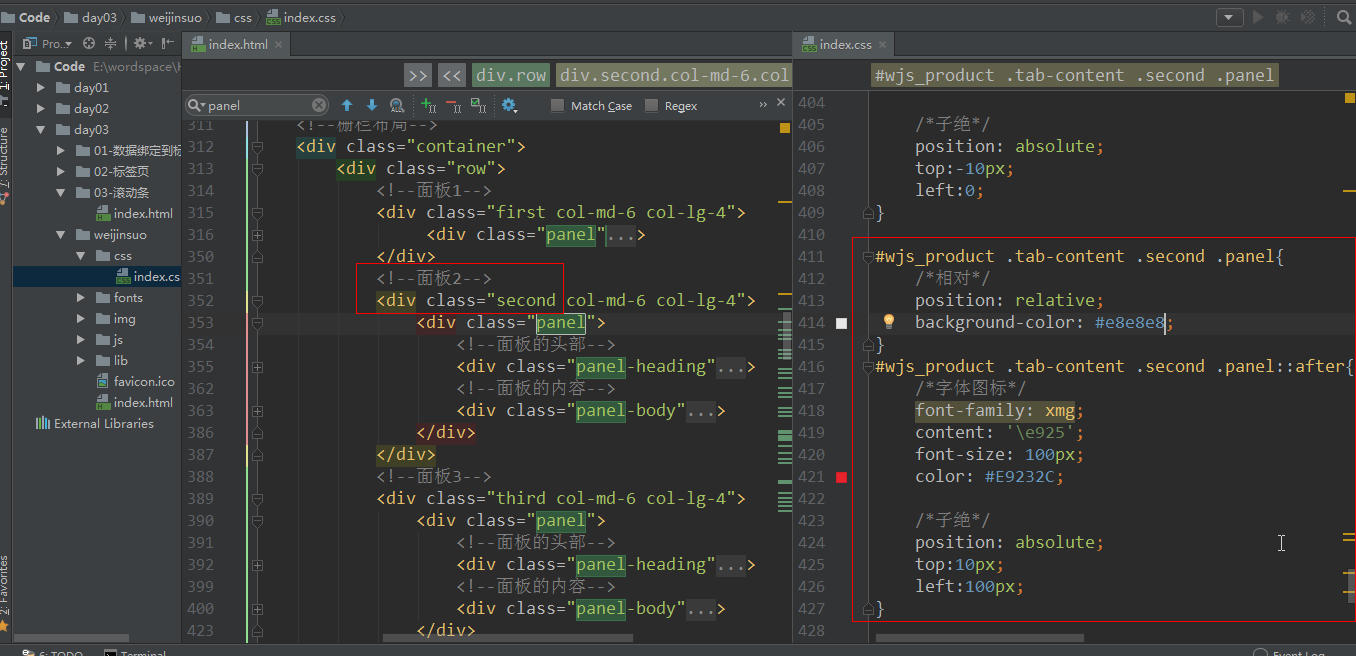 Code day03 weijinsuo css index.css
Pro..
index.html
index.css
1: Project
7: Structure
2: Favorites
Code E:\wordspace\
day01
day02
day03
01-数据绑定到标
02-标签页
03-滚动条
index.html
weijinsuo
css
index.cs
fonts
img
js
lib
favicon.ico
index.html
External Libraries
>> << div.row div.second.col-md-6.col
panel Match Case Regex »
311 <!--栅栏布局-->
312 <div class="container">
313 <div class="row">
314 <!--面板1-->
315 <div class="first col-md-6 col-lg-4">
316 <div class="panel"...>
350 </div>
351 <!--面板2-->
352 <div class="second col-md-6 col-lg-4">
353 <div class="panel">
354 <!--面板的头部-->
355 <div class="panel-heading"...>
362 <!--面板的内容-->
363 <div class="panel-body"...>
386 </div>
387 </div>
388 <!--面板3-->
389 <div class="third col-md-6 col-lg-4">
390 <div class="panel">
391 <!--面板的头部-->
392 <div class="panel-heading"...>
399 <!--面板的内容-->
400 <div class="panel-body"...>
423 </div>
#wjs_product .tab-content .second .panel
404
405 /*子绝*/
406 position: absolute;
407 top:-10px;
408 left:0;
409 }
410
411 #wjs_product .tab-content .second .panel{
412 /*相对*/
413 position: relative;
414 background-color: #e8e8e8;
415 }
416 #wjs_product .tab-content .second .panel::after{
417 /*字体图标*/
418 font-family: xmg;
419 content: '\e925';
420 font-size: 100px;
421 color: #E9232C;
422
423 /*子绝*/
424 position: absolute;
425 top:10px;
426 left:100px;
427 }
428
6: TODO Terminal Event Log